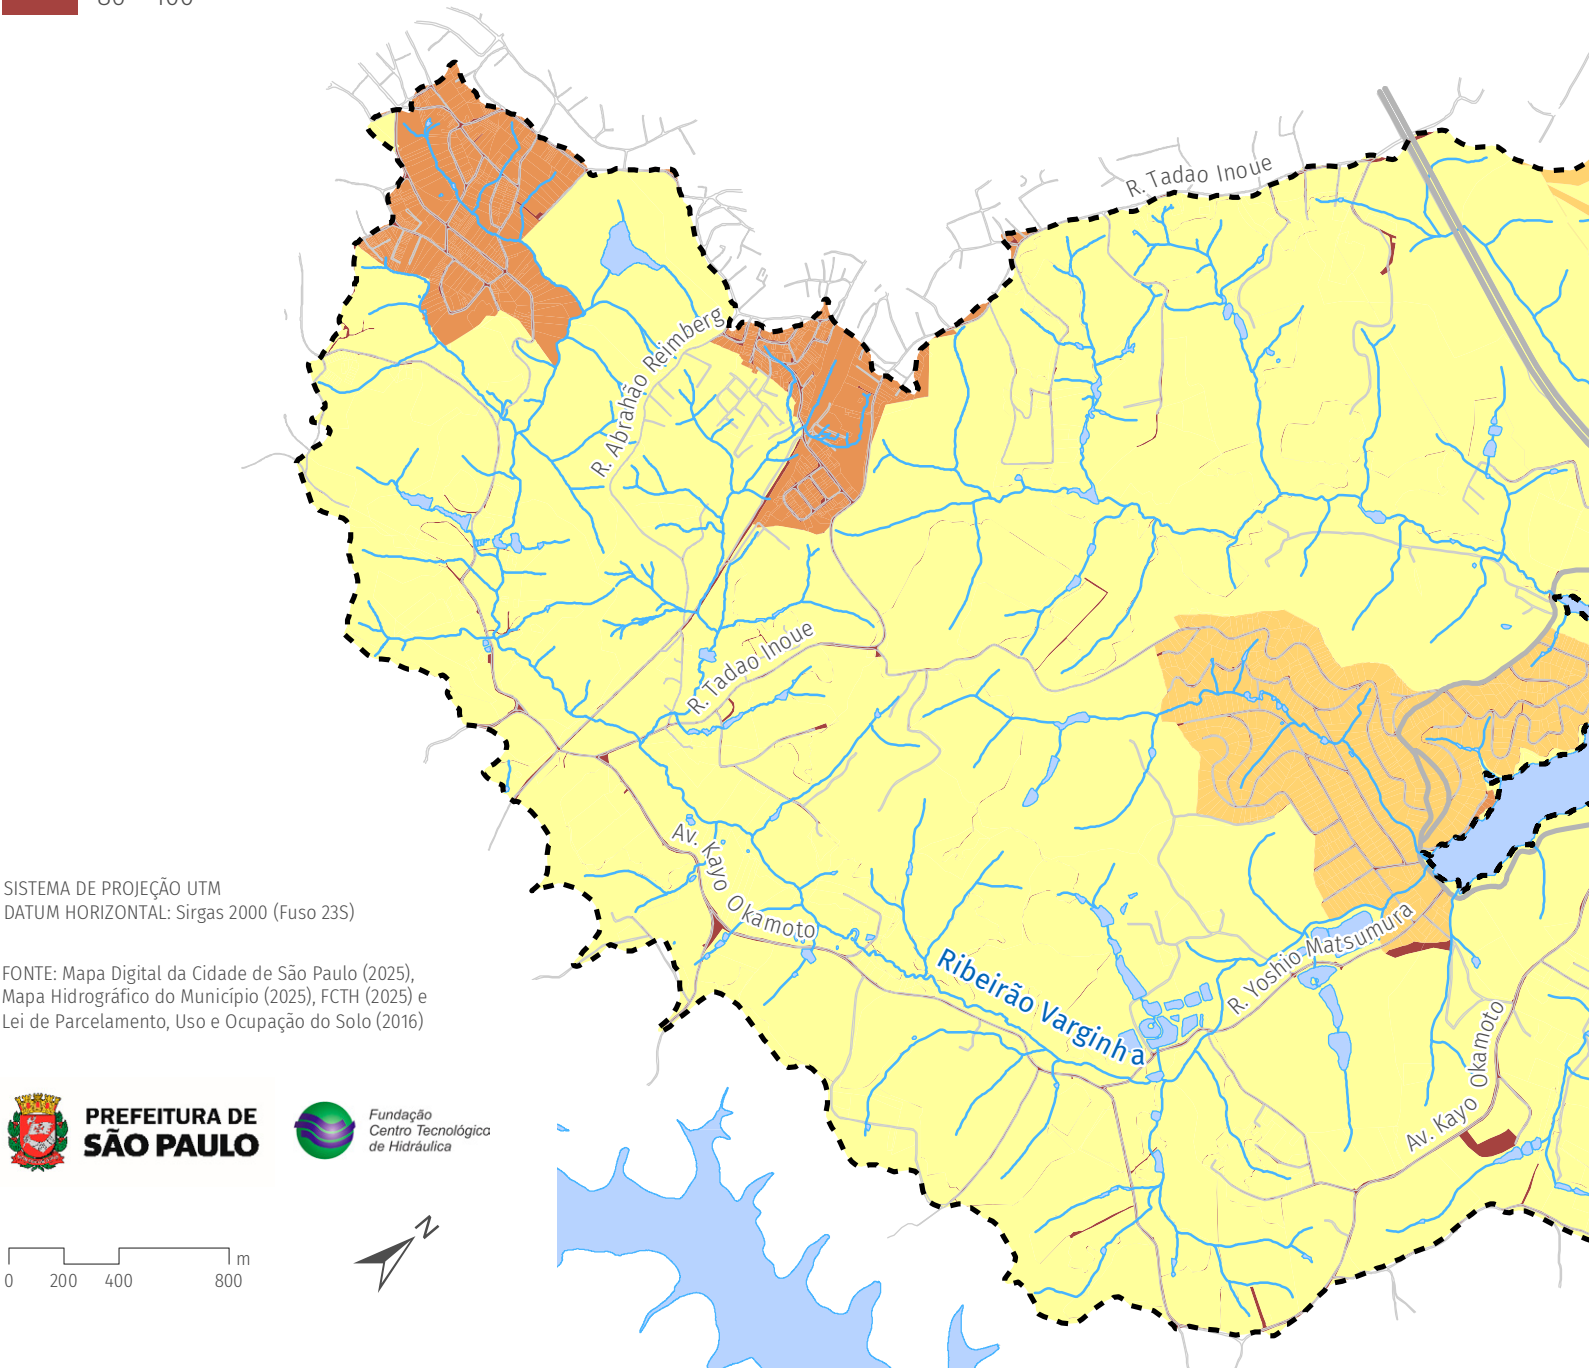 80 – 100
R. Tadao Inoue
R. Abrahão Reimberg
R. Tadao Inoue
Av. Kayo Okamoto
Ribeirão Varginha
R. Yoshio Matsumura
Av. Kayo Okamoto
SISTEMA DE PROJEÇÃO UTM
DATUM HORIZONTAL: Sirgas 2000 (Fuso 23S)
FONTE: Mapa Digital da Cidade de São Paulo (2025),
Mapa Hidrográfico do Município (2025), FCTH (2025) e
Lei de Parcelamento, Uso e Ocupação do Solo (2016)
PREFEITURA DE
SÃO PAULO
Fundação
Centro Tecnológica
de Hidráulica
N
m
0 200 400 800